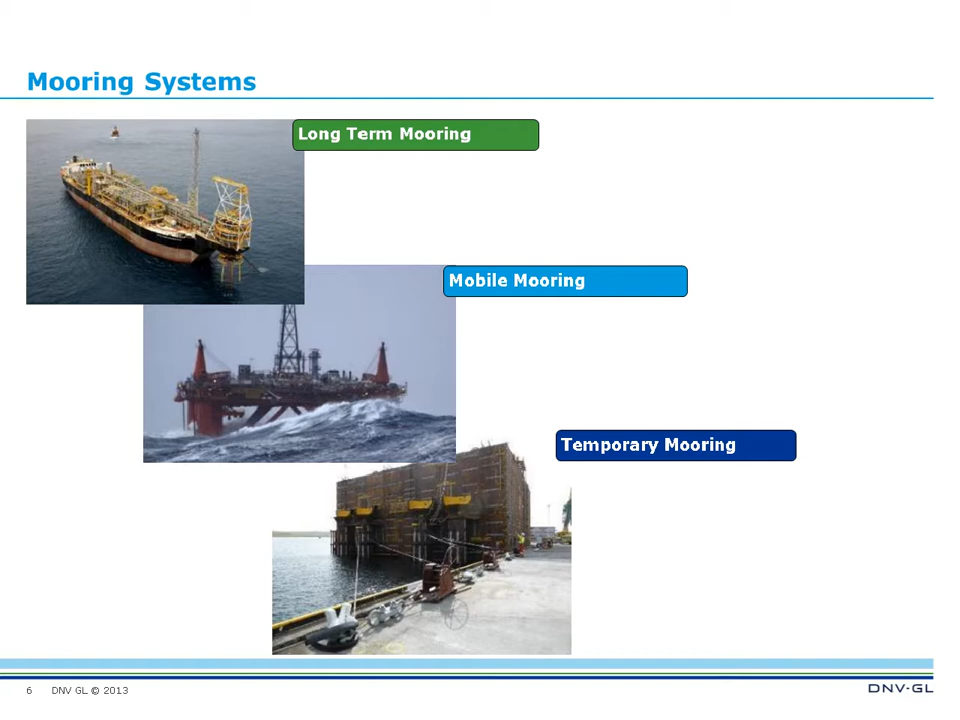 Mooring Systems
Long Term Mooring
Mobile Mooring
Temporary Mooring
6 DNV GL © 2013
DNV·GL